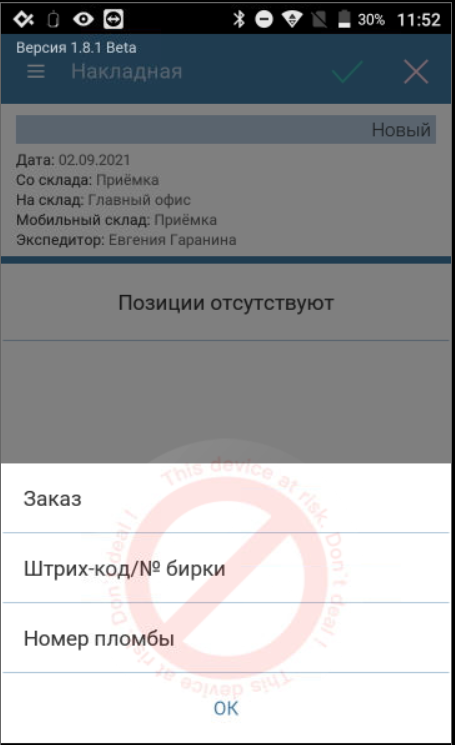 30% 11:52
Версия 1.8.1 Beta
Накладная
Новый
Дата: 02.09.2021
Со склада: Приёмка
На склад: Главный офис
Мобильный склад: Приёмка
Экспедитор: Евгения Гаранина
Позиции отсутствуют
This device at risk. Don't deal !
Заказ
Штрих-код/№ бирки
Номер пломбы
This device at risk. Don't deal !
ОК